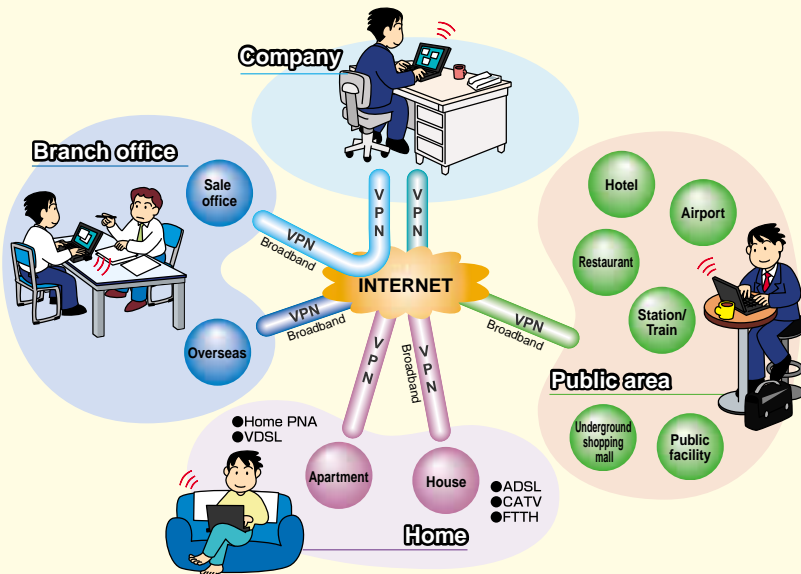 Company
Branch office
Sale
office
Overseas
VPN
Broadband
VPN
VPN
VPN
Broadband
INTERNET
VPN
Broadband
VPN
Broadband
VPN
Hotel
Airport
Restaurant
Station/
Train
Public area
Underground
shopping
mall
Public
facility
●Home PNA
●VDSL
Apartment
House
●ADSL
●CATV
●FTTH
Home